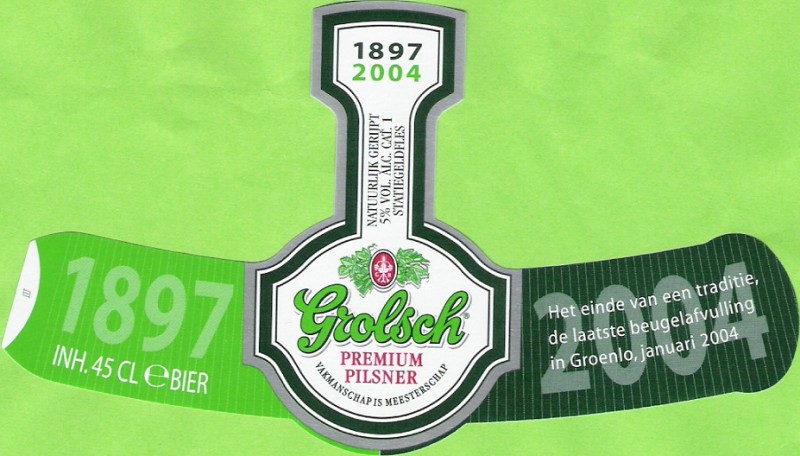 1897
2004
NATUURLIJK GERIJPT
5% VOL. ALC. CAT. 1
STATIEGELDFLES
Grolsch®
PREMIUM
PILSNER
VAKMANSCHAP IS MEESTERSCHAP
1897
INH. 45 CL ℮ BIER
2004
Het einde van een traditie,
de laatste beugelafvulling
in Groenlo, januari 2004